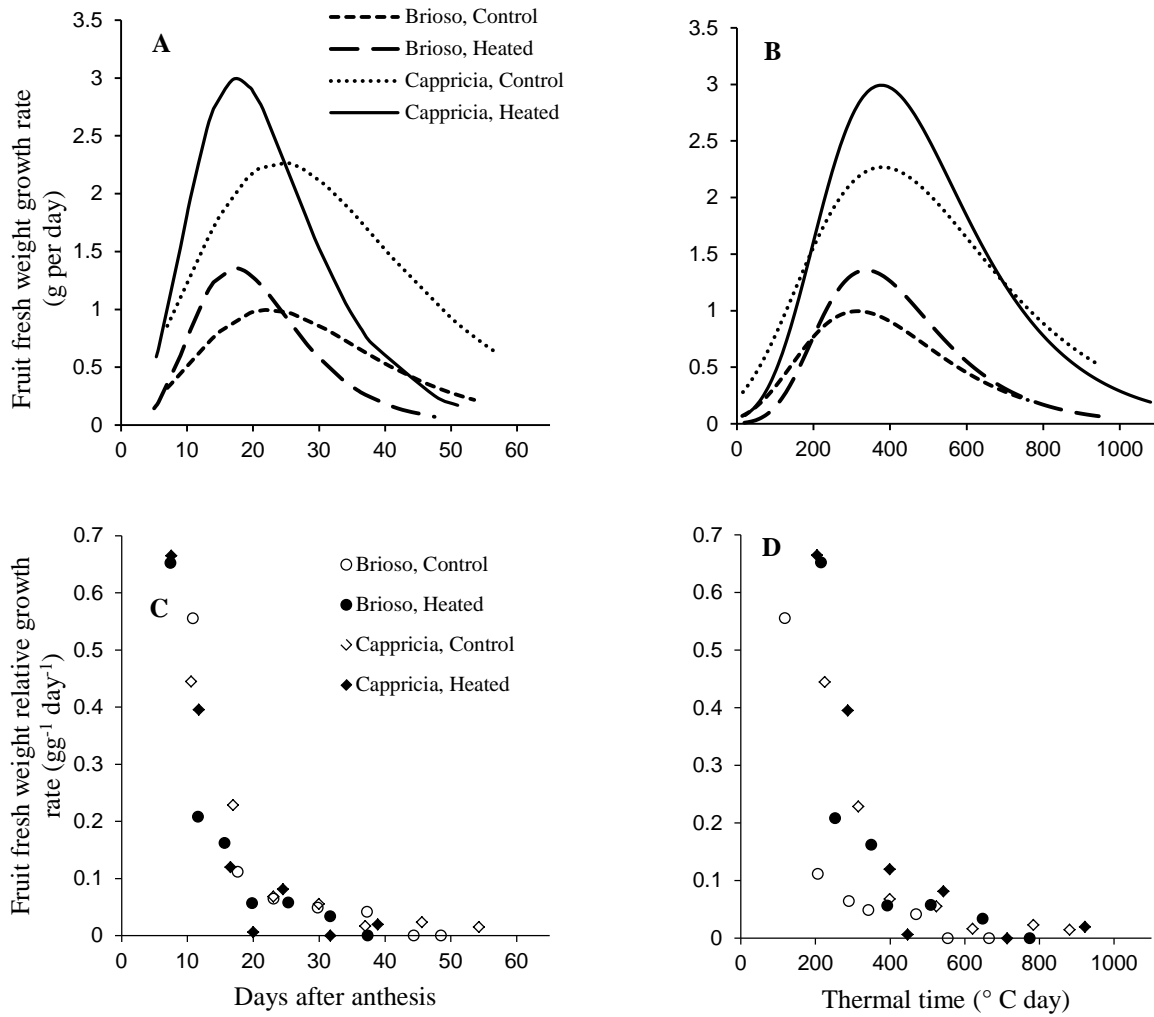 Fruit fresh weight growth rate
(g per day)
3.5
3
2.5
2
1.5
1
0.5
0
0 10 20 30 40 50 60
A
Brioso, Control
Brioso, Heated
Cappricia, Control
Cappricia, Heated
3.5
3
2.5
2
1.5
1
0.5
0
0 200 400 600 800 1000
B
Fruit fresh weight relative growth
rate (gg⁻¹ day⁻¹)
0.7
0.6
0.5
0.4
0.3
0.2
0.1
0
0 10 20 30 40 50 60
Days after anthesis
C
Brioso, Control
Brioso, Heated
Cappricia, Control
Cappricia, Heated
0.7
0.6
0.5
0.4
0.3
0.2
0.1
0
0 200 400 600 800 1000
Thermal time (° C day)
D